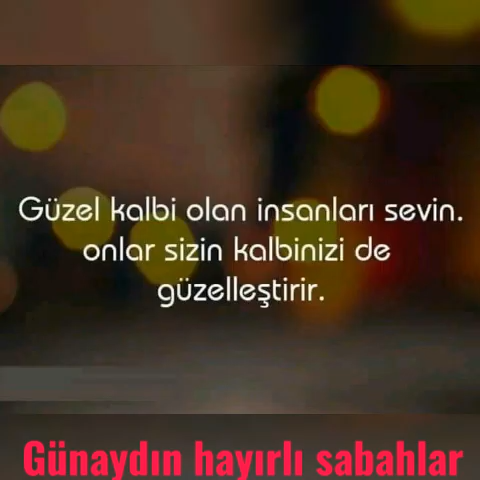 Güzel kalbi olan insanları sevin.
onlar sizin kalbinizi de
güzelleştirir.
Günaydın hayırlı sabahlar